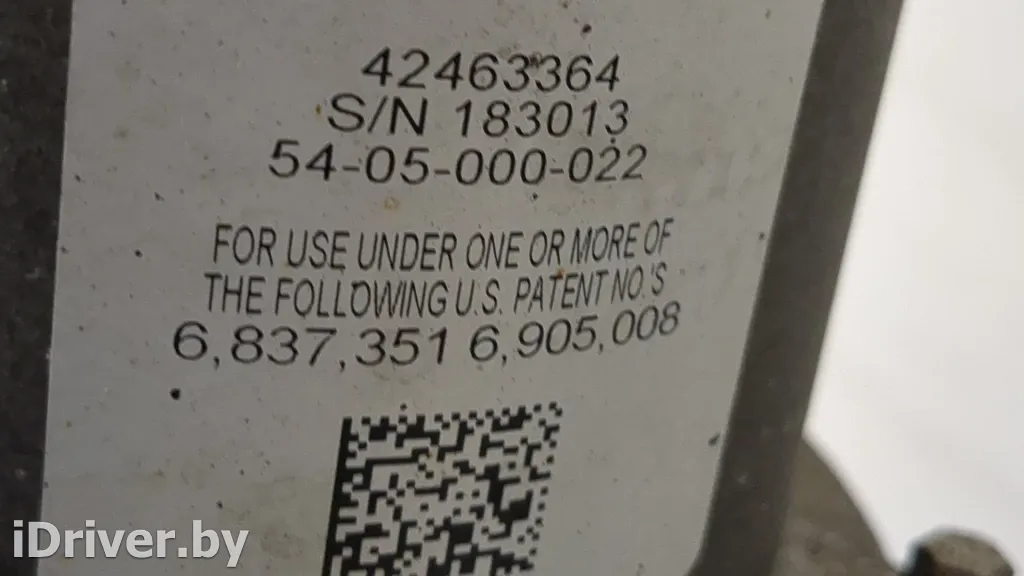 42463364
S/N 183013
54-05-000-022
FOR USE UNDER ONE OR MORE OF
THE FOLLOWING U.S. PATENT NO.'S
6,837,351 6,905,008
iDriver.by